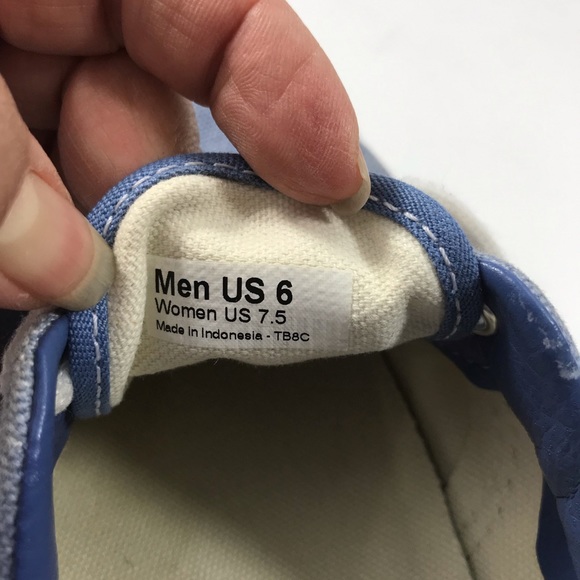 Men US 6
Women US 7.5
Made in Indonesia - TB8C